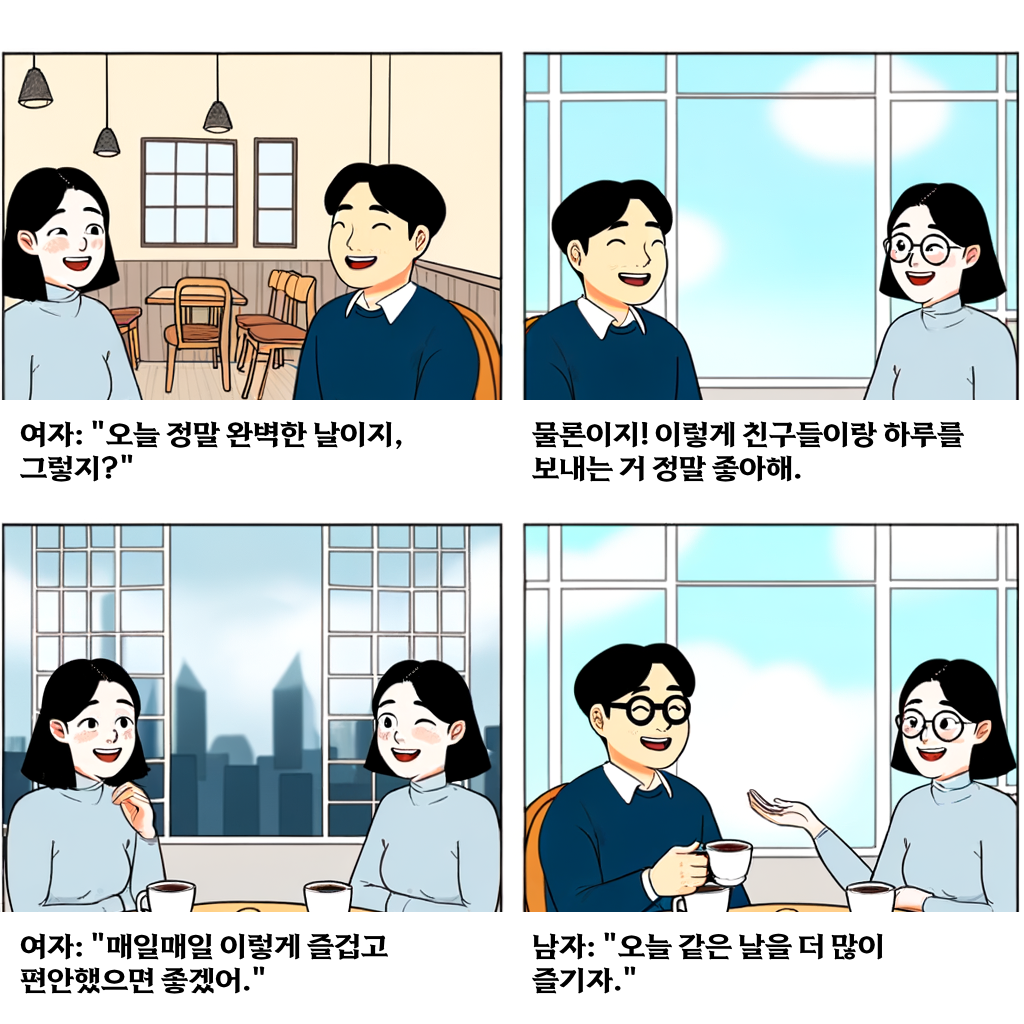 여자: "오늘 정말 완벽한 날이지,
그렇지?"
물론이지! 이렇게 친구들이랑 하루를
보내는 거 정말 좋아해.
여자: "매일매일 이렇게 즐겁고
편안했으면 좋겠어."
남자: "오늘 같은 날을 더 많이
즐기자."